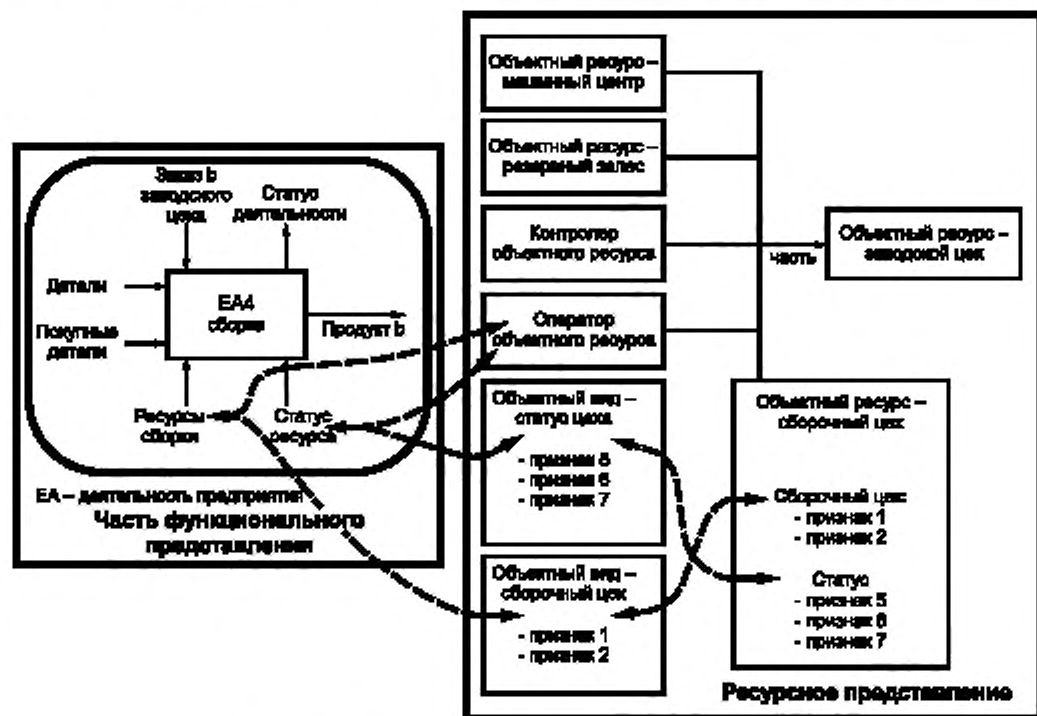 Объектный ресурс –
машинный центр
Объектный ресурс –
резервный запас
Контролер
объектного ресурса
Оператор
объектного ресурса
Объектный вид –
статус цеха
- признак 5
- признак 6
- признак 7
Объектный вид –
сборочный цех
- признак 1
- признак 2
часть
Объектный ресурс –
заводской цех
Объектный ресурс –
сборочный цех
Сборочный цех:
- признак 1
- признак 2
Статус
- признак 5
- признак 6
- признак 7
Ресурсное представление
Заказ b
заводского
цеха
Статус
деятельности
Детали
Покупные
детали
EA4
сборка
Продукт b
Ресурсы
сборки
Статус
ресурса
EA – деятельность предприятия
Часть функционального
представления